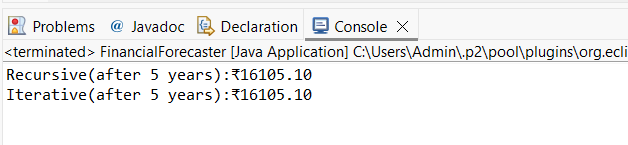 Problems @ Javadoc Declaration Console
<terminated> FinancialForecaster [Java Application] C:\Users\Admin\.p2\pool\plugins\org.ecli
Recursive(after 5 years):₹16105.10
Iterative(after 5 years):₹16105.10